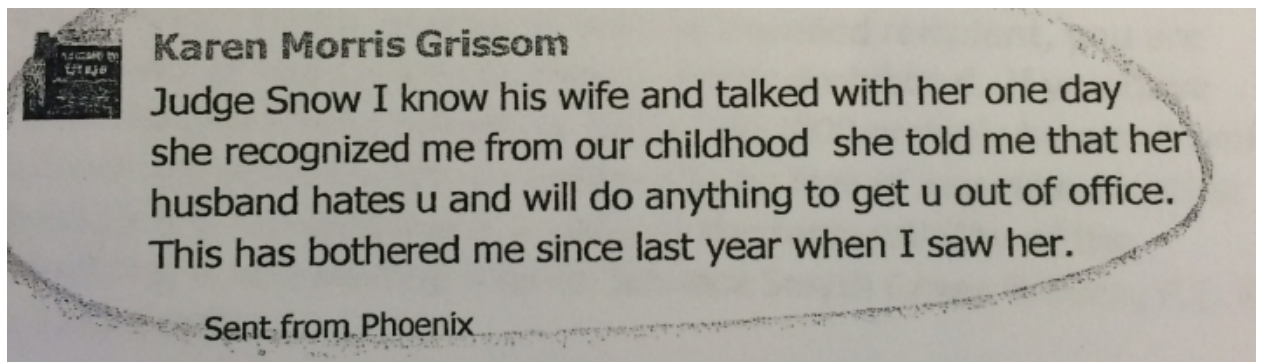 Karen Morris Grissom
Judge Snow I know his wife and talked with her one day
she recognized me from our childhood  she told me that her
husband hates u and will do anything to get u out of office.
This has bothered me since last year when I saw her.
Sent from Phoenix